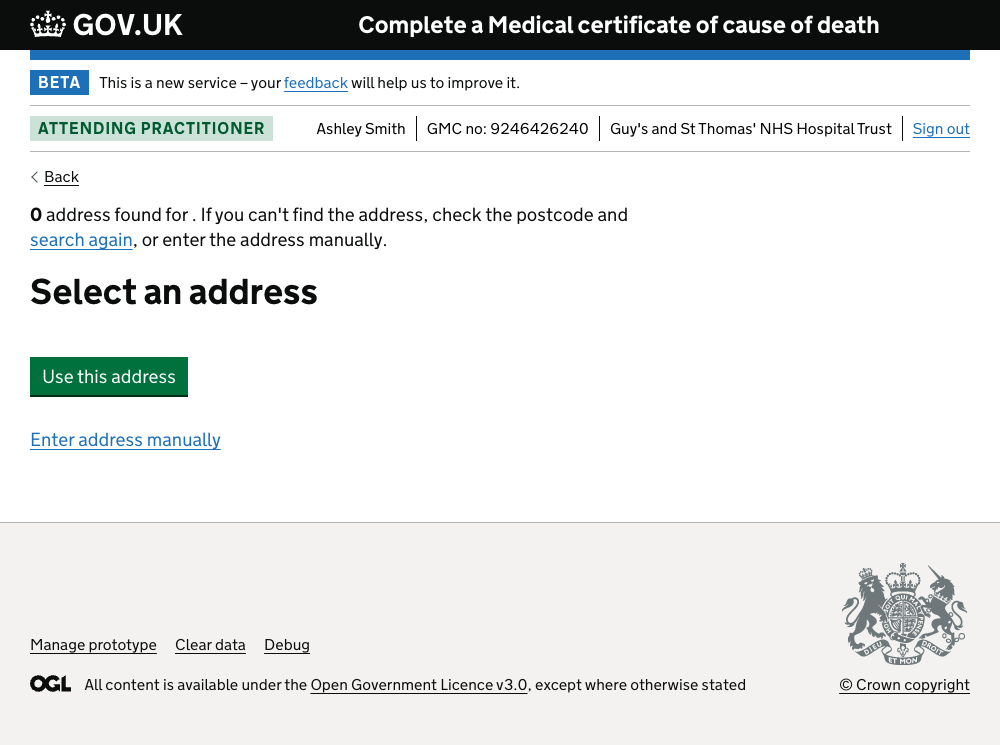 GOV.UK
Complete a Medical certificate of cause of death
BETA This is a new service – your feedback will help us to improve it.
ATTENDING PRACTITIONER Ashley Smith GMC no: 9246426240 Guy's and St Thomas' NHS Hospital Trust Sign out
Back
0 address found for . If you can't find the address, check the postcode and
search again, or enter the address manually.
Select an address
Use this address
Enter address manually
Manage prototype Clear data Debug
DIEU ET MON DROIT
OGL All content is available under the Open Government Licence v3.0, except where otherwise stated
© Crown copyright